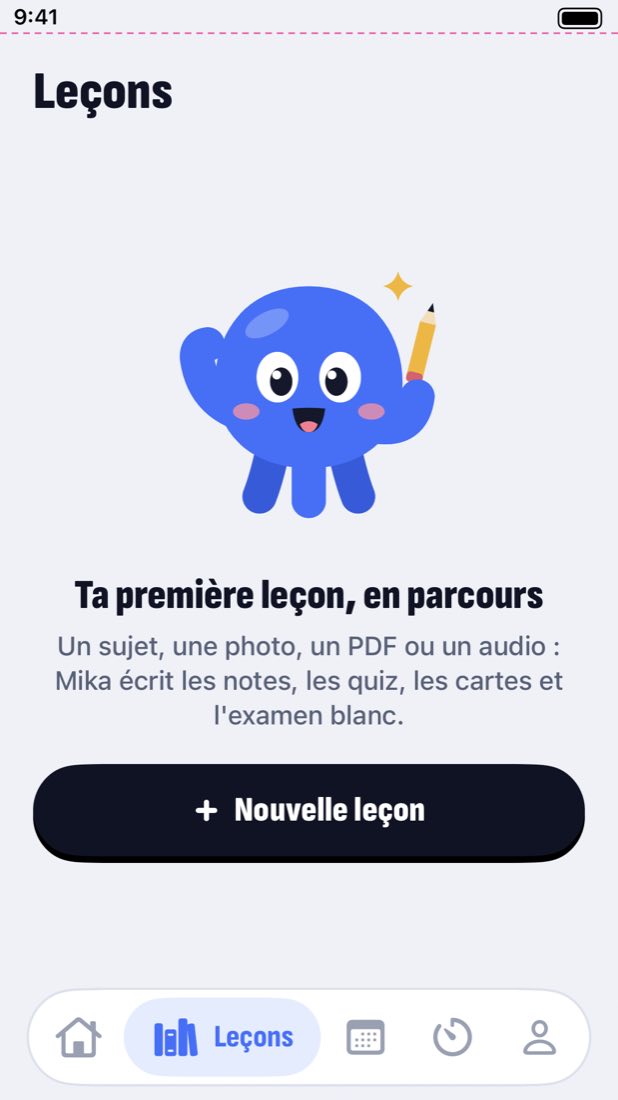 9:41
Leçons
Ta première leçon, en parcours
Un sujet, une photo, un PDF ou un audio :
Mika écrit les notes, les quiz, les cartes et
l'examen blanc.
+ Nouvelle leçon
Leçons